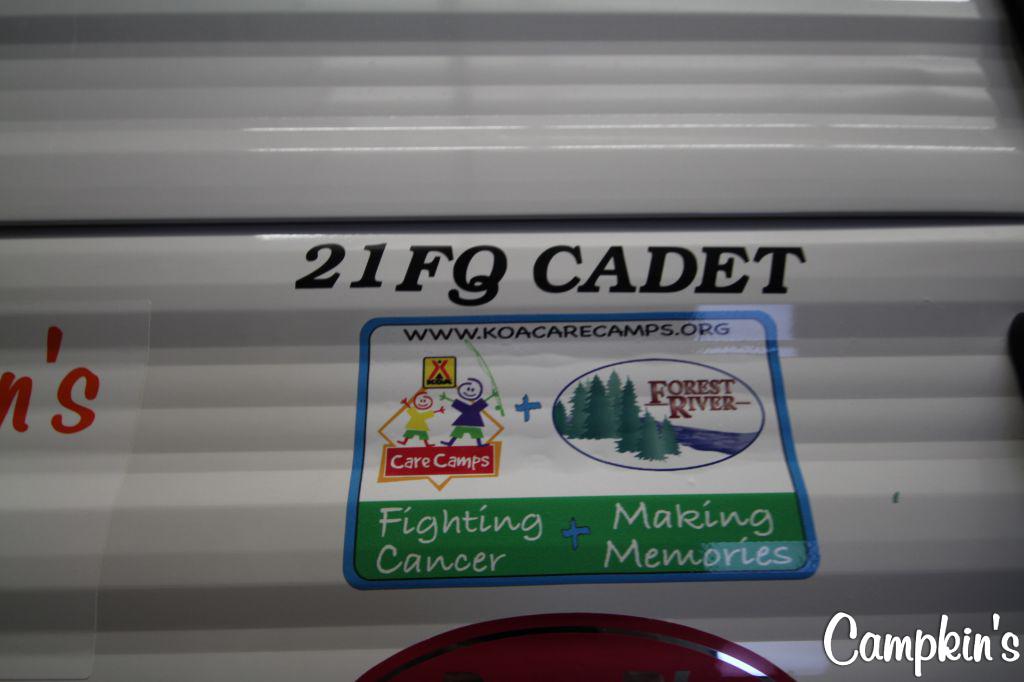 21FQ CADET
n's
WWW.KOACARECAMPS.ORG
KOA
FOREST
RIVER
Care Camps
Fighting
Cancer
+
Making
Memories
Campkin's